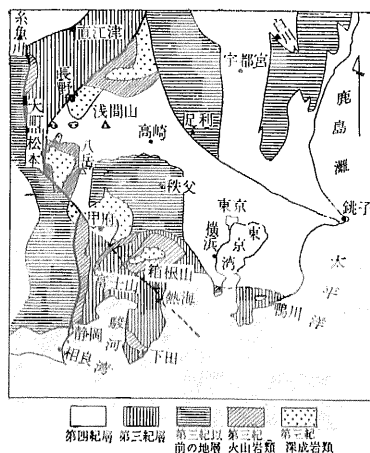 糸魚川
直江津
長野
大町
松本
浅間山
八岳
高崎
宇都宮
足利
鹿島灘
秩父
甲府
東京
横浜
東京湾
銚子
太平洋
富士山
箱根山
熱海
鴨川
静岡
駿河湾
相良
下田
第四紀層
第三紀層
第三紀以前の地層
第三紀火山岩類
第三紀深成岩類